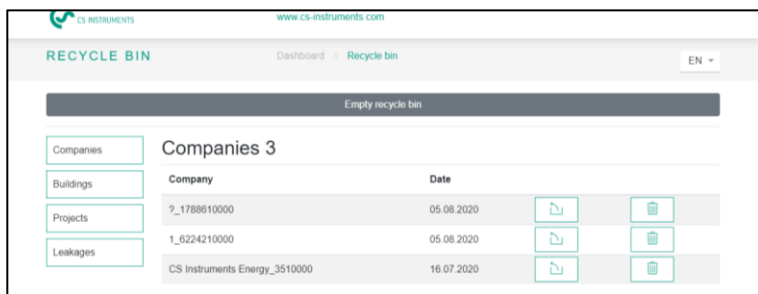 CS INSTRUMENTS
www.cs-instruments.com
RECYCLE BIN
Dashboard // Recycle bin
EN
Empty recycle bin
Companies
Buildings
Projects
Leakages
Companies 3
Company Date
?_1788610000 05.08.2020
1_6224210000 05.08.2020
CS Instruments Energy_3510000 16.07.2020